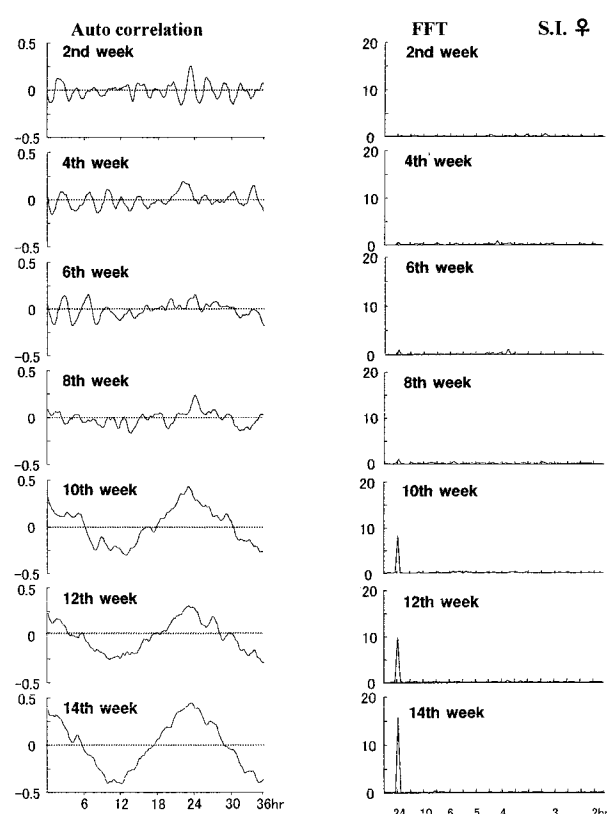 Auto correlation
FFT S.I. ♀
0.5 2nd week
0
−0.5
20 2nd week
10
0
0.5 4th week
0
−0.5
20 4th week
10
0
0.5 6th week
0
−0.5
20 6th week
10
0
0.5 8th week
0
−0.5
20 8th week
10
0
0.5 10th week
0
−0.5
20 10th week
10
0
0.5 12th week
0
−0.5
20 12th week
10
0
0.5 14th week
0
−0.5
6 12 18 24 30 36hr
20 14th week
10
0
24 10 6 5 4 3 2hr